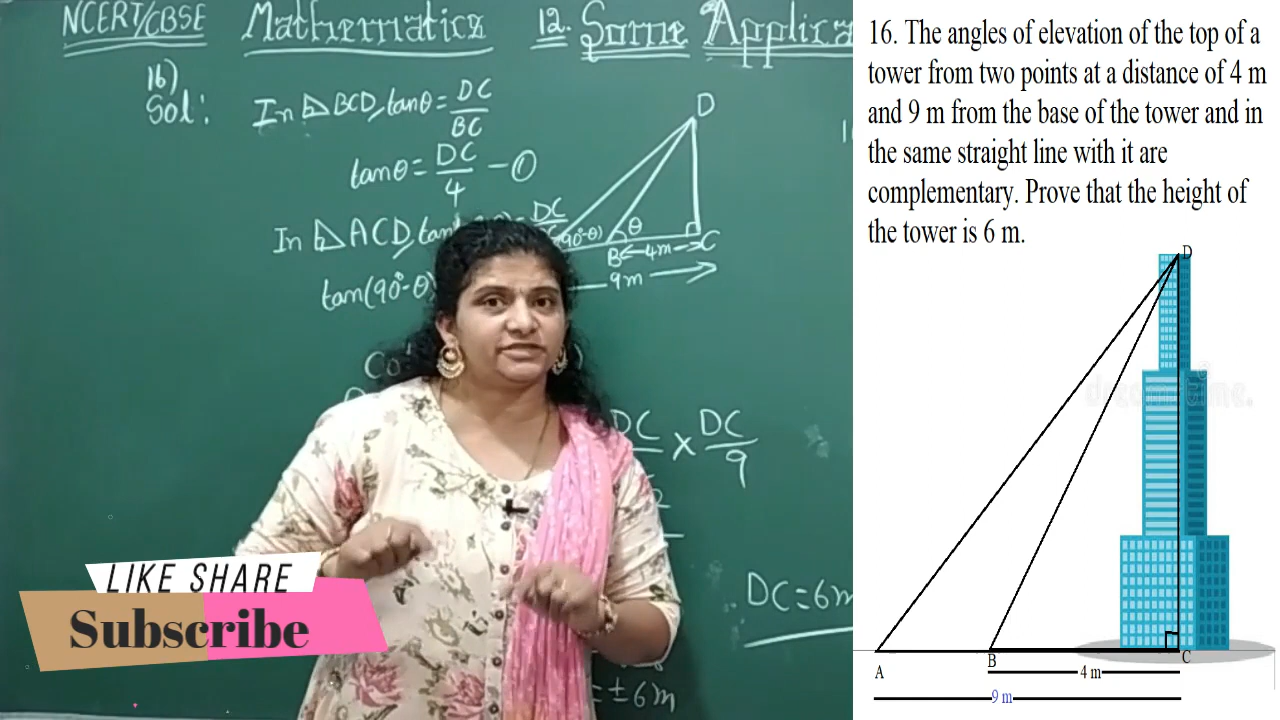 NCERT/CBSE Mathematics 12. Some Applica
16)
Sol:
In △BCD, tanθ = DC/BC
tanθ = DC/4 - ①
In △ACD, tan = DC
tan(90°-θ)
DC × DC/9
DC = 6m
= ±6m
D
90°-θ) θ
B 4m C
9m
LIKE SHARE
Subscribe
16. The angles of elevation of the top of a
tower from two points at a distance of 4 m
and 9 m from the base of the tower and in
the same straight line with it are
complementary. Prove that the height of
the tower is 6 m.
D
A B C
4 m
9 m